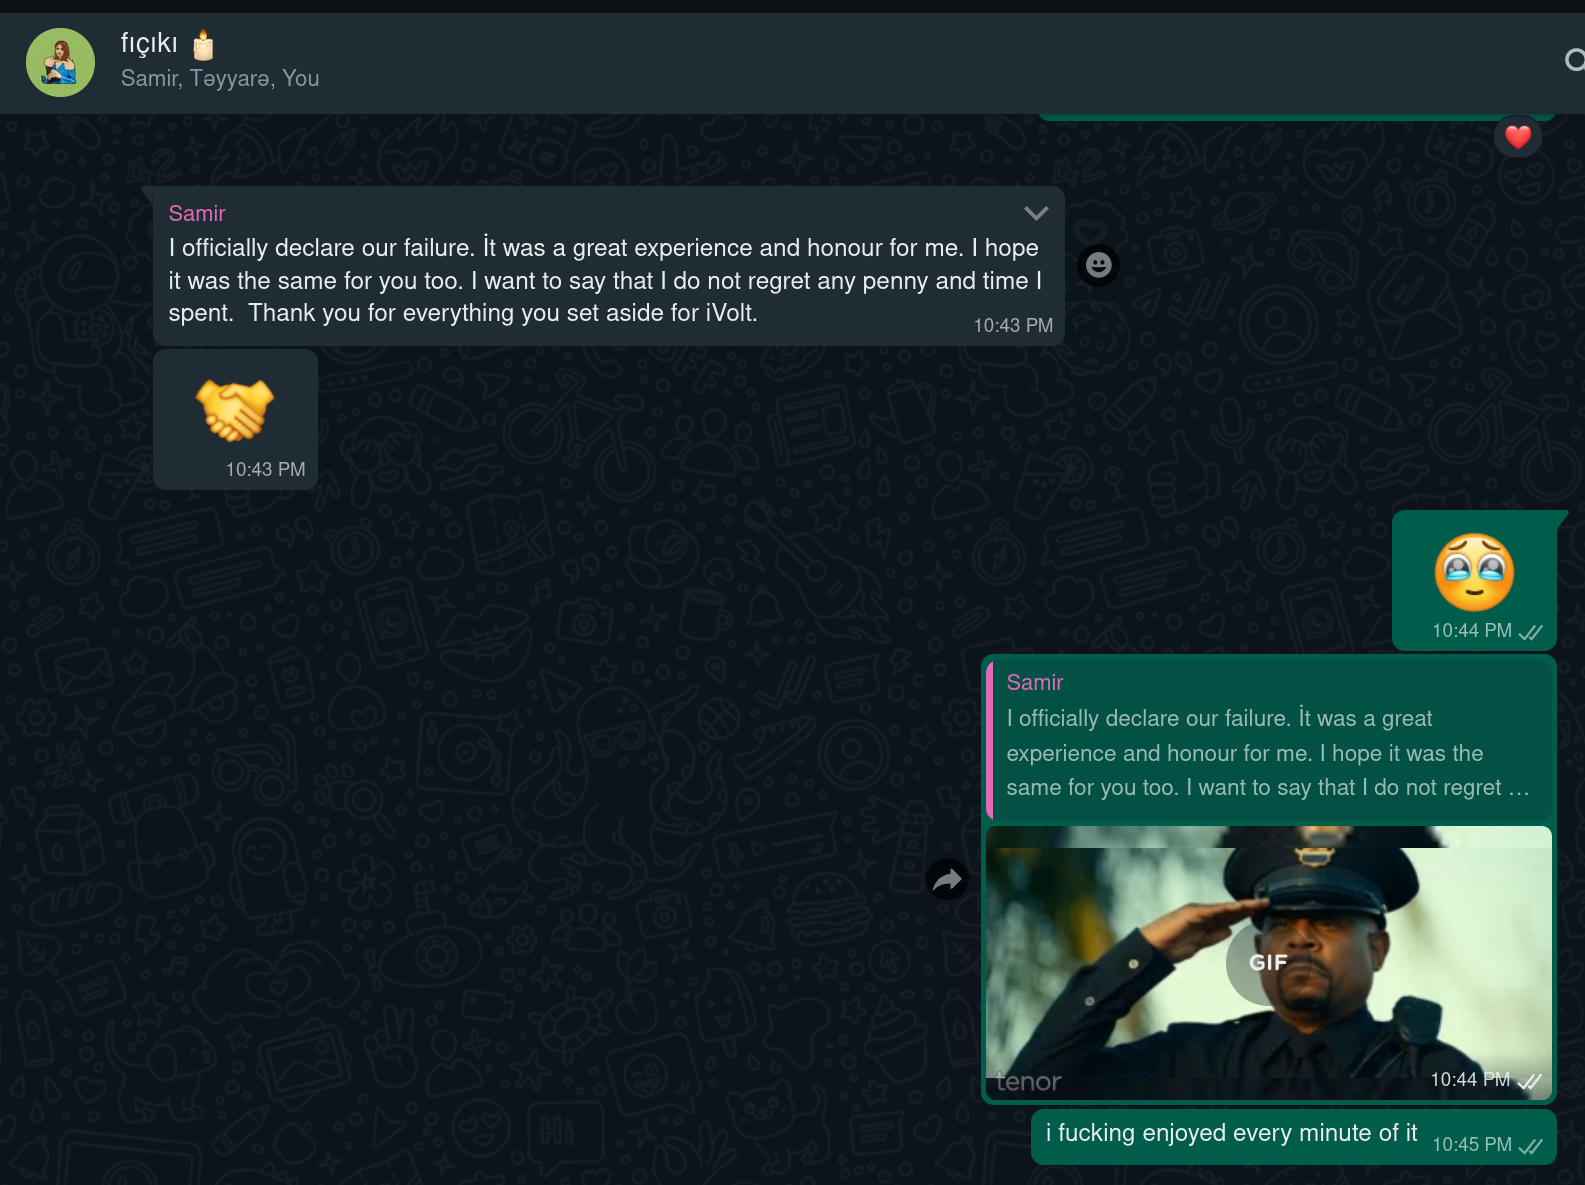 fıçıkı 🕯️
Samir, Təyyarə, You
❤️
Samir
I officially declare our failure. İt was a great experience and honour for me. I hope
it was the same for you too. I want to say that I do not regret any penny and time I
spent.  Thank you for everything you set aside for iVolt.
10:43 PM
🤝
10:43 PM
🥹
10:44 PM
Samir
I officially declare our failure. İt was a great
experience and honour for me. I hope it was the
same for you too. I want to say that I do not regret …
GIF
tenor
10:44 PM
i fucking enjoyed every minute of it
10:45 PM